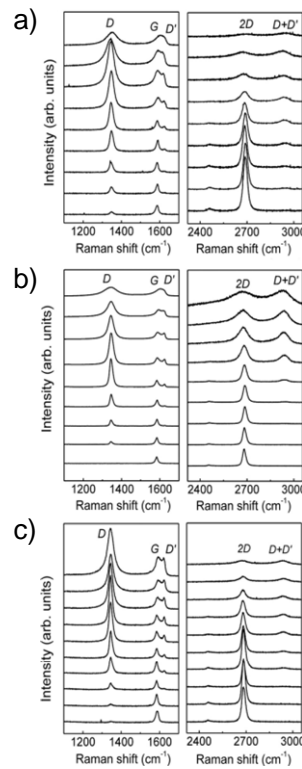 a)
D
G D'
2D
D+D'
Intensity (arb. units)
1200 1400 1600
2400
2700
3000
Raman shift (cm⁻¹)
Raman shift (cm⁻¹)
b)
D
G D'
2D
D+D'
Intensity (arb. units)
1200 1400 1600
2400
2700
3000
Raman shift (cm⁻¹)
Raman shift (cm⁻¹)
c)
D
G D'
2D
D+D'
Intensity (arb. units)
1200 1400 1600
2400
2700
3000
Raman shift (cm⁻¹)
Raman shift (cm⁻¹)